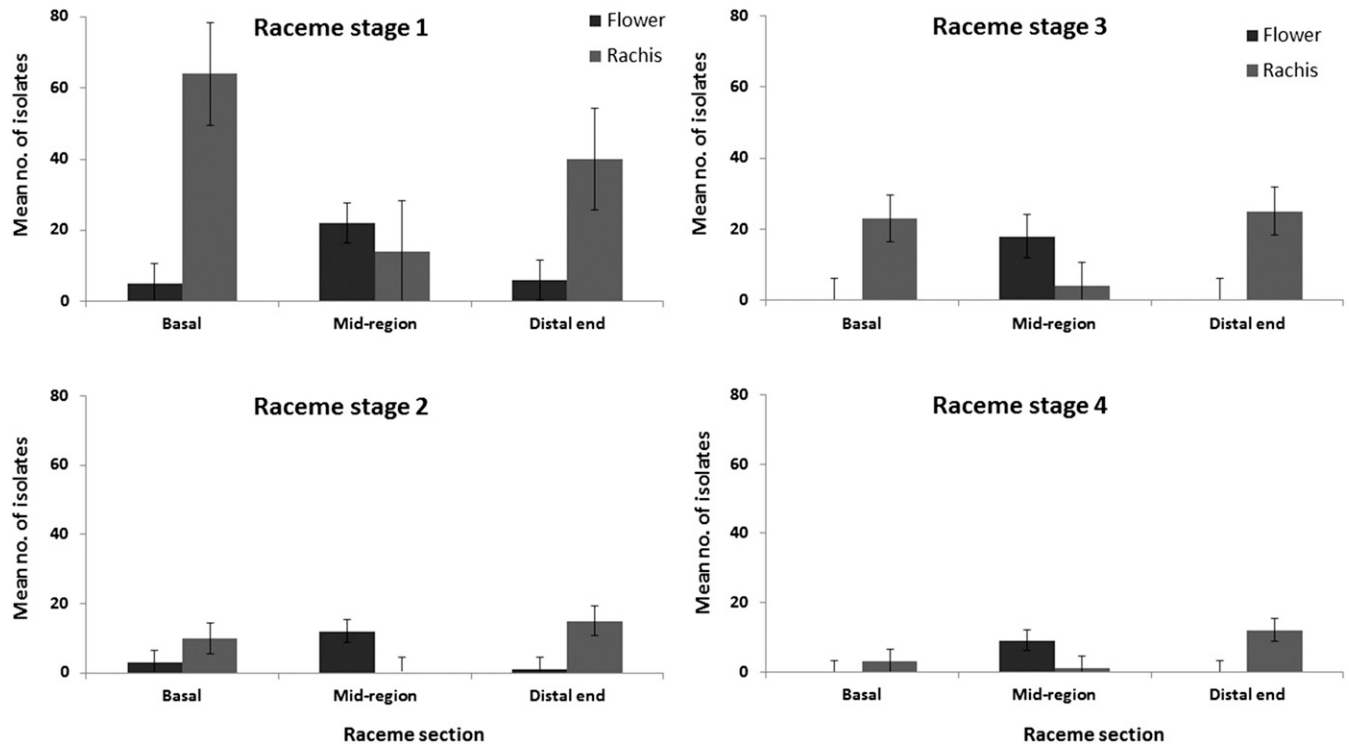 Raceme stage 1
Flower
Rachis
Mean no. of isolates
80
60
40
20
0
Basal Mid-region Distal end
Raceme stage 3
Flower
Rachis
Mean no. of isolates
80
60
40
20
0
Basal Mid-region Distal end
Raceme stage 2
Mean no. of isolates
80
60
40
20
0
Basal Mid-region Distal end
Raceme section
Raceme stage 4
Mean no. of isolates
80
60
40
20
0
Basal Mid-region Distal end
Raceme section